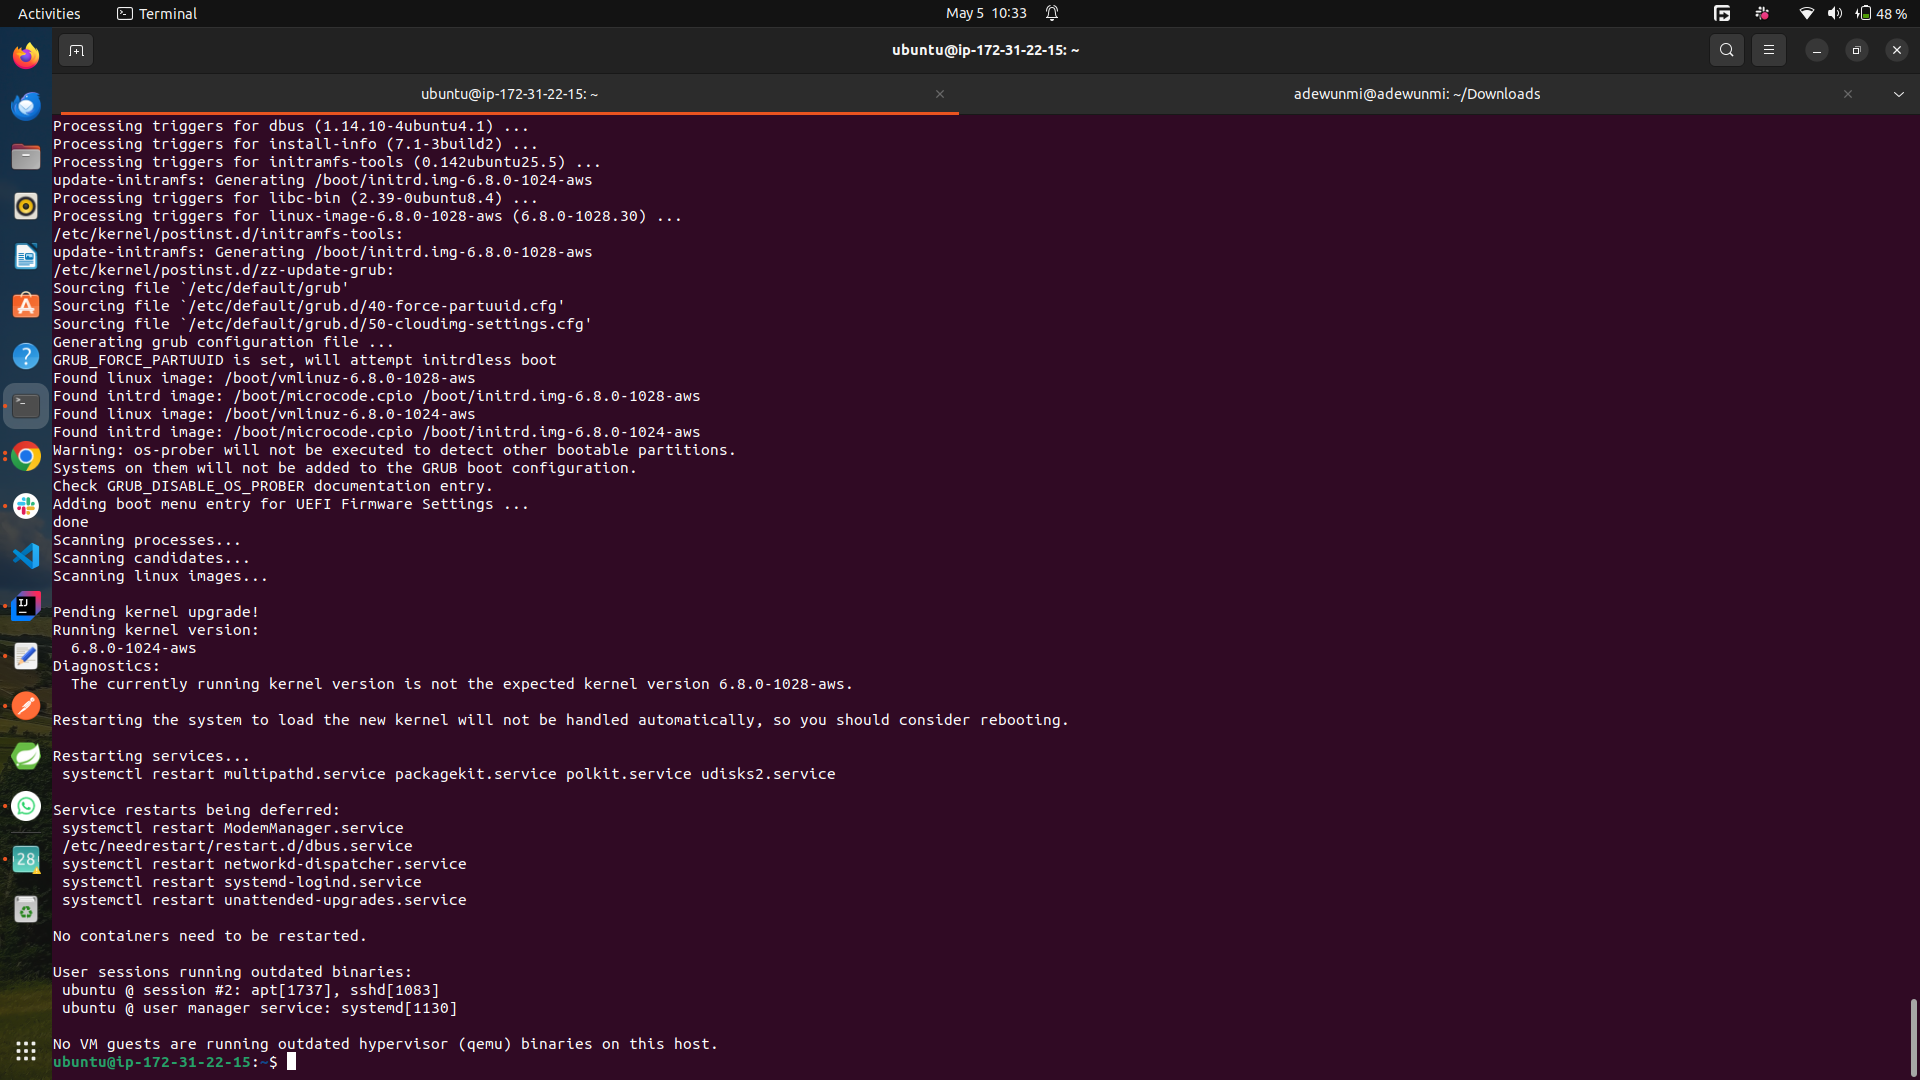 Activities
Terminal
May 5 10:33
48 %
ubuntu@ip-172-31-22-15: ~
ubuntu@ip-172-31-22-15: ~
adewunmi@adewunmi: ~/Downloads
Processing triggers for dbus (1.14.10-4ubuntu4.1) ...
Processing triggers for install-info (7.1-3build2) ...
Processing triggers for initramfs-tools (0.142ubuntu25.5) ...
update-initramfs: Generating /boot/initrd.img-6.8.0-1024-aws
Processing triggers for libc-bin (2.39-0ubuntu8.4) ...
Processing triggers for linux-image-6.8.0-1028-aws (6.8.0-1028.30) ...
/etc/kernel/postinst.d/initramfs-tools:
update-initramfs: Generating /boot/initrd.img-6.8.0-1028-aws
/etc/kernel/postinst.d/zz-update-grub:
Sourcing file `/etc/default/grub'
Sourcing file `/etc/default/grub.d/40-force-partuuid.cfg'
Sourcing file `/etc/default/grub.d/50-cloudimg-settings.cfg'
Generating grub configuration file ...
GRUB_FORCE_PARTUUID is set, will attempt initrdless boot
Found linux image: /boot/vmlinuz-6.8.0-1028-aws
Found initrd image: /boot/microcode.cpio /boot/initrd.img-6.8.0-1028-aws
Found linux image: /boot/vmlinuz-6.8.0-1024-aws
Found initrd image: /boot/microcode.cpio /boot/initrd.img-6.8.0-1024-aws
Warning: os-prober will not be executed to detect other bootable partitions.
Systems on them will not be added to the GRUB boot configuration.
Check GRUB_DISABLE_OS_PROBER documentation entry.
Adding boot menu entry for UEFI Firmware Settings ...
done
Scanning processes...
Scanning candidates...
Scanning linux images...
Pending kernel upgrade!
Running kernel version:
6.8.0-1024-aws
Diagnostics:
The currently running kernel version is not the expected kernel version 6.8.0-1028-aws.
Restarting the system to load the new kernel will not be handled automatically, so you should consider rebooting.
Restarting services...
systemctl restart multipathd.service packagekit.service polkit.service udisks2.service
Service restarts being deferred:
systemctl restart ModemManager.service
/etc/needrestart/restart.d/dbus.service
systemctl restart networkd-dispatcher.service
systemctl restart systemd-logind.service
systemctl restart unattended-upgrades.service
No containers need to be restarted.
User sessions running outdated binaries:
ubuntu @ session #2: apt[1737], sshd[1083]
ubuntu @ user manager service: systemd[1130]
No VM guests are running outdated hypervisor (qemu) binaries on this host.
ubuntu@ip-172-31-22-15:~$
IJ
28